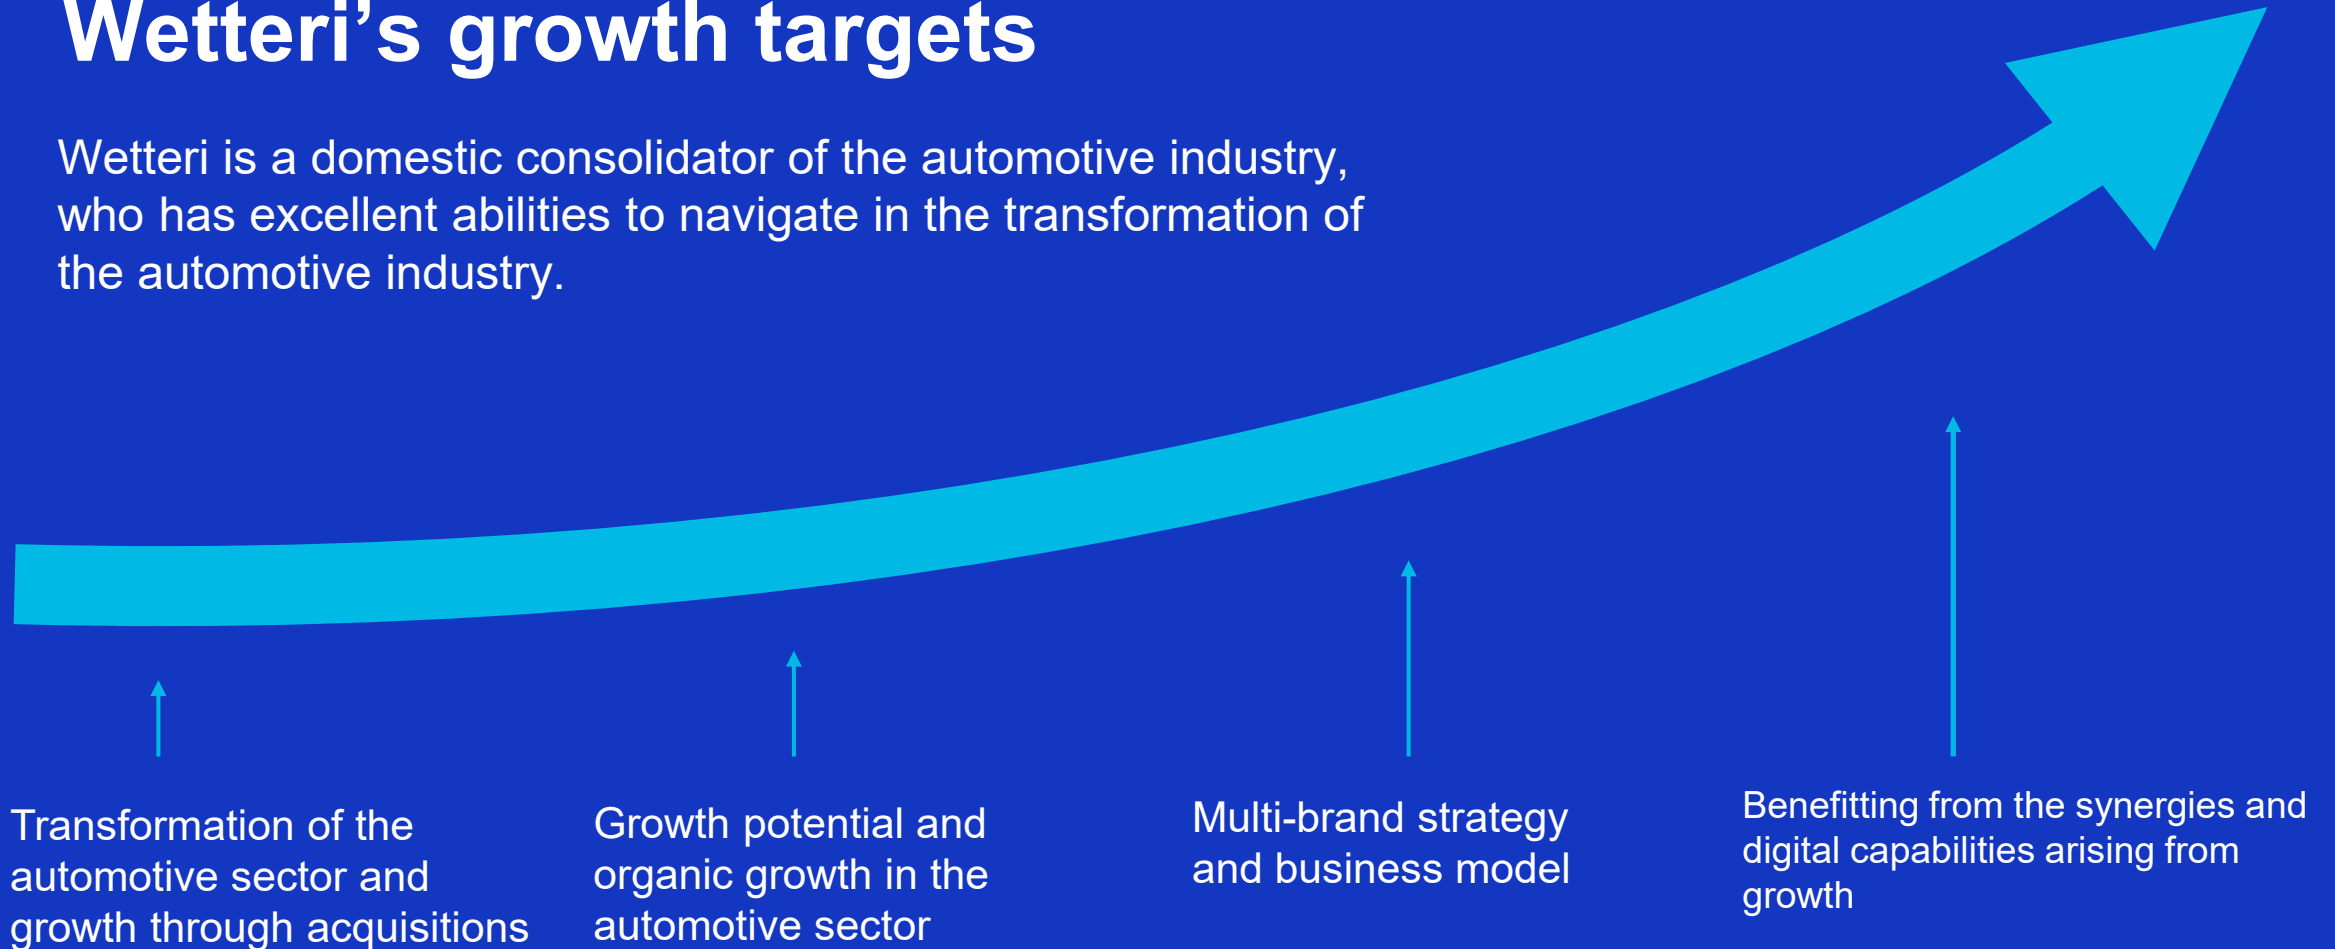 Wetteri’s growth targets
Wetteri is a domestic consolidator of the automotive industry,
who has excellent abilities to navigate in the transformation of
the automotive industry.
Transformation of the
automotive sector and
growth through acquisitions
Growth potential and
organic growth in the
automotive sector
Multi-brand strategy
and business model
Benefitting from the synergies and
digital capabilities arising from
growth